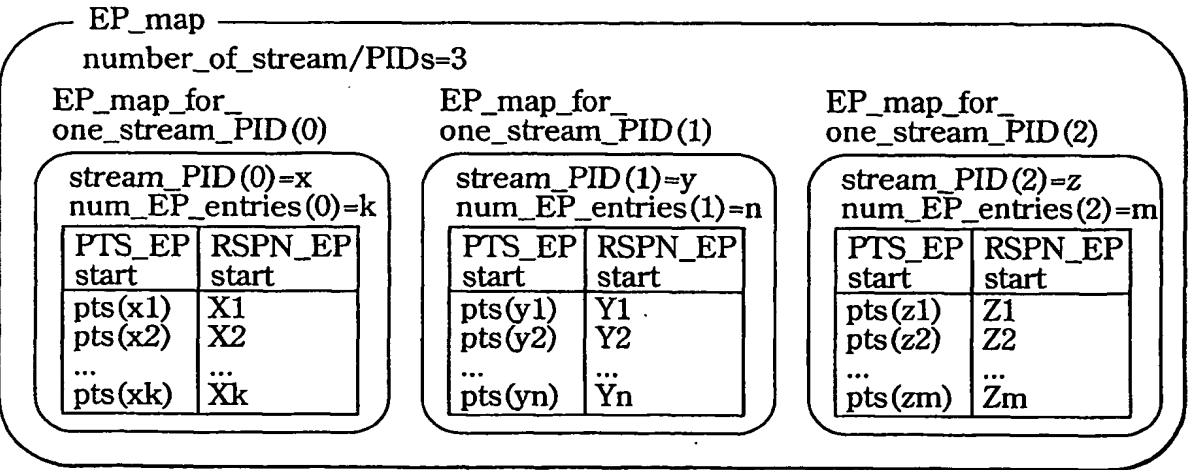 EP_map
number_of_stream/PIDs=3
EP_map_for_
one_stream_PID(0)
stream_PID(0)=x
num_EP_entries(0)=k
PTS_EP RSPN_EP
start start
pts(x1) X1
pts(x2) X2
... ...
pts(xk) Xk
EP_map_for_
one_stream_PID(1)
stream_PID(1)=y
num_EP_entries(1)=n
PTS_EP RSPN_EP
start start
pts(y1) Y1
pts(y2) Y2
... ...
pts(yn) Yn
EP_map_for_
one_stream_PID(2)
stream_PID(2)=z
num_EP_entries(2)=m
PTS_EP RSPN_EP
start start
pts(z1) Z1
pts(z2) Z2
... ...
pts(zm) Zm